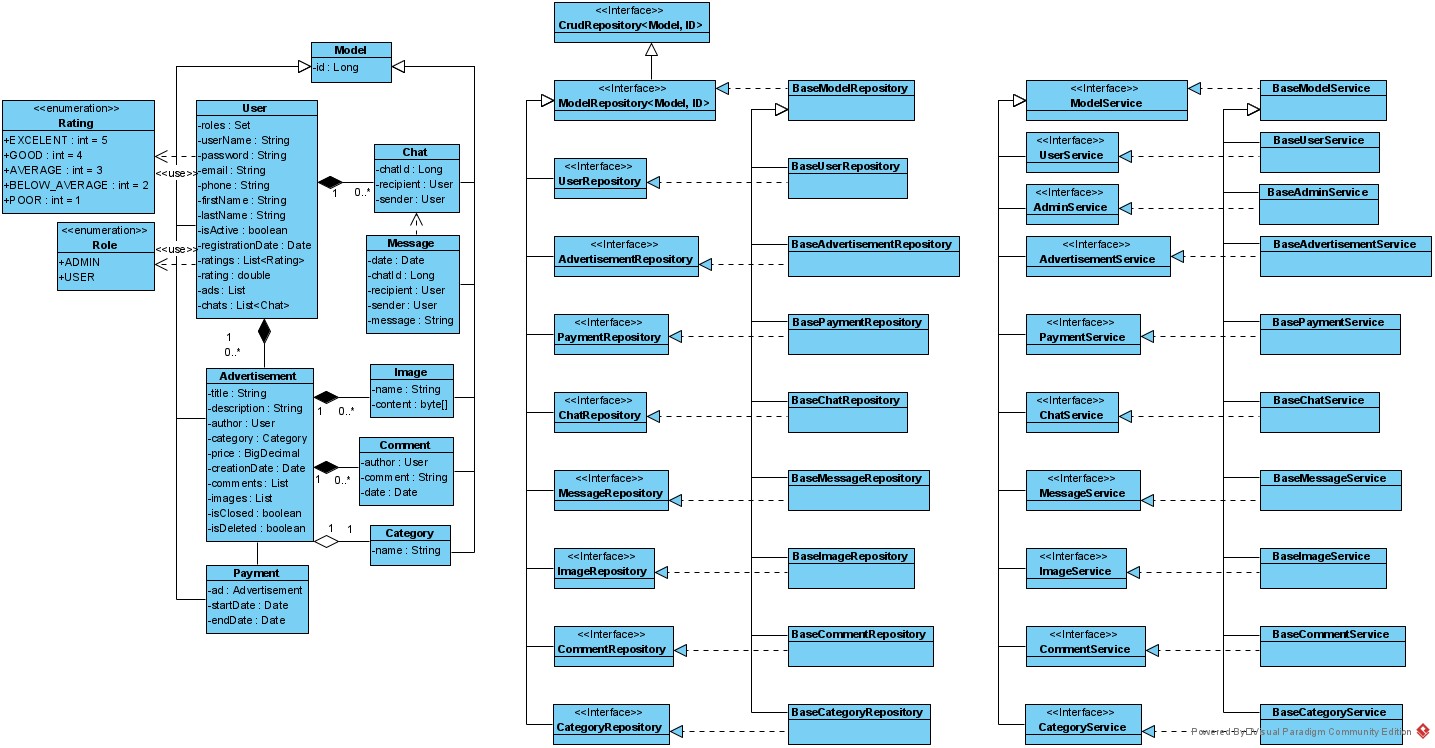 Model
-id : Long
<<enumeration>>
Rating
+EXCELENT : int = 5
+GOOD : int = 4
+AVERAGE : int = 3
+BELOW_AVERAGE : int = 2
+POOR : int = 1
<<enumeration>>
Role
+ADMIN
+USER
<<use>>
<<use>>
User
-roles : Set
-userName : String
-password : String
-email : String
-phone : String
-firstName : String
-lastName : String
-isActive : boolean
-registrationDate : Date
-ratings : List<Rating>
-rating : double
-ads : List
-chats : List<Chat>
1
0..*
Chat
-chatId : Long
-recipient : User
-sender : User
Message
-date : Date
-chatId : Long
-recipient : User
-sender : User
-message : String
1
0..*
Advertisement
-title : String
-description : String
-author : User
-category : Category
-price : BigDecimal
-creationDate : Date
-comments : List
-images : List
-isClosed : boolean
-isDeleted : boolean
1
0..*
Image
-name : String
-content : byte[]
1
0..*
Comment
-author : User
-comment : String
-date : Date
1
1
Category
-name : String
Payment
-ad : Advertisement
-startDate : Date
-endDate : Date
<<Interface>>
CrudRepository<Model, ID>
<<Interface>>
ModelRepository<Model, ID>
BaseModelRepository
<<Interface>>
UserRepository
BaseUserRepository
<<Interface>>
AdvertisementRepository
BaseAdvertisementRepository
<<Interface>>
PaymentRepository
BasePaymentRepository
<<Interface>>
ChatRepository
BaseChatRepository
<<Interface>>
MessageRepository
BaseMessageRepository
<<Interface>>
ImageRepository
BaseImageRepository
<<Interface>>
CommentRepository
BaseCommentRepository
<<Interface>>
CategoryRepository
BaseCategoryRepository
<<Interface>>
ModelService
BaseModelService
<<Interface>>
UserService
BaseUserService
<<Interface>>
AdminService
BaseAdminService
<<Interface>>
AdvertisementService
BaseAdvertisementService
<<Interface>>
PaymentService
BasePaymentService
<<Interface>>
ChatService
BaseChatService
<<Interface>>
MessageService
BaseMessageService
<<Interface>>
ImageService
BaseImageService
<<Interface>>
CommentService
BaseCommentService
<<Interface>>
CategoryService
BaseCategoryService
Powered By Visual Paradigm Community Edition